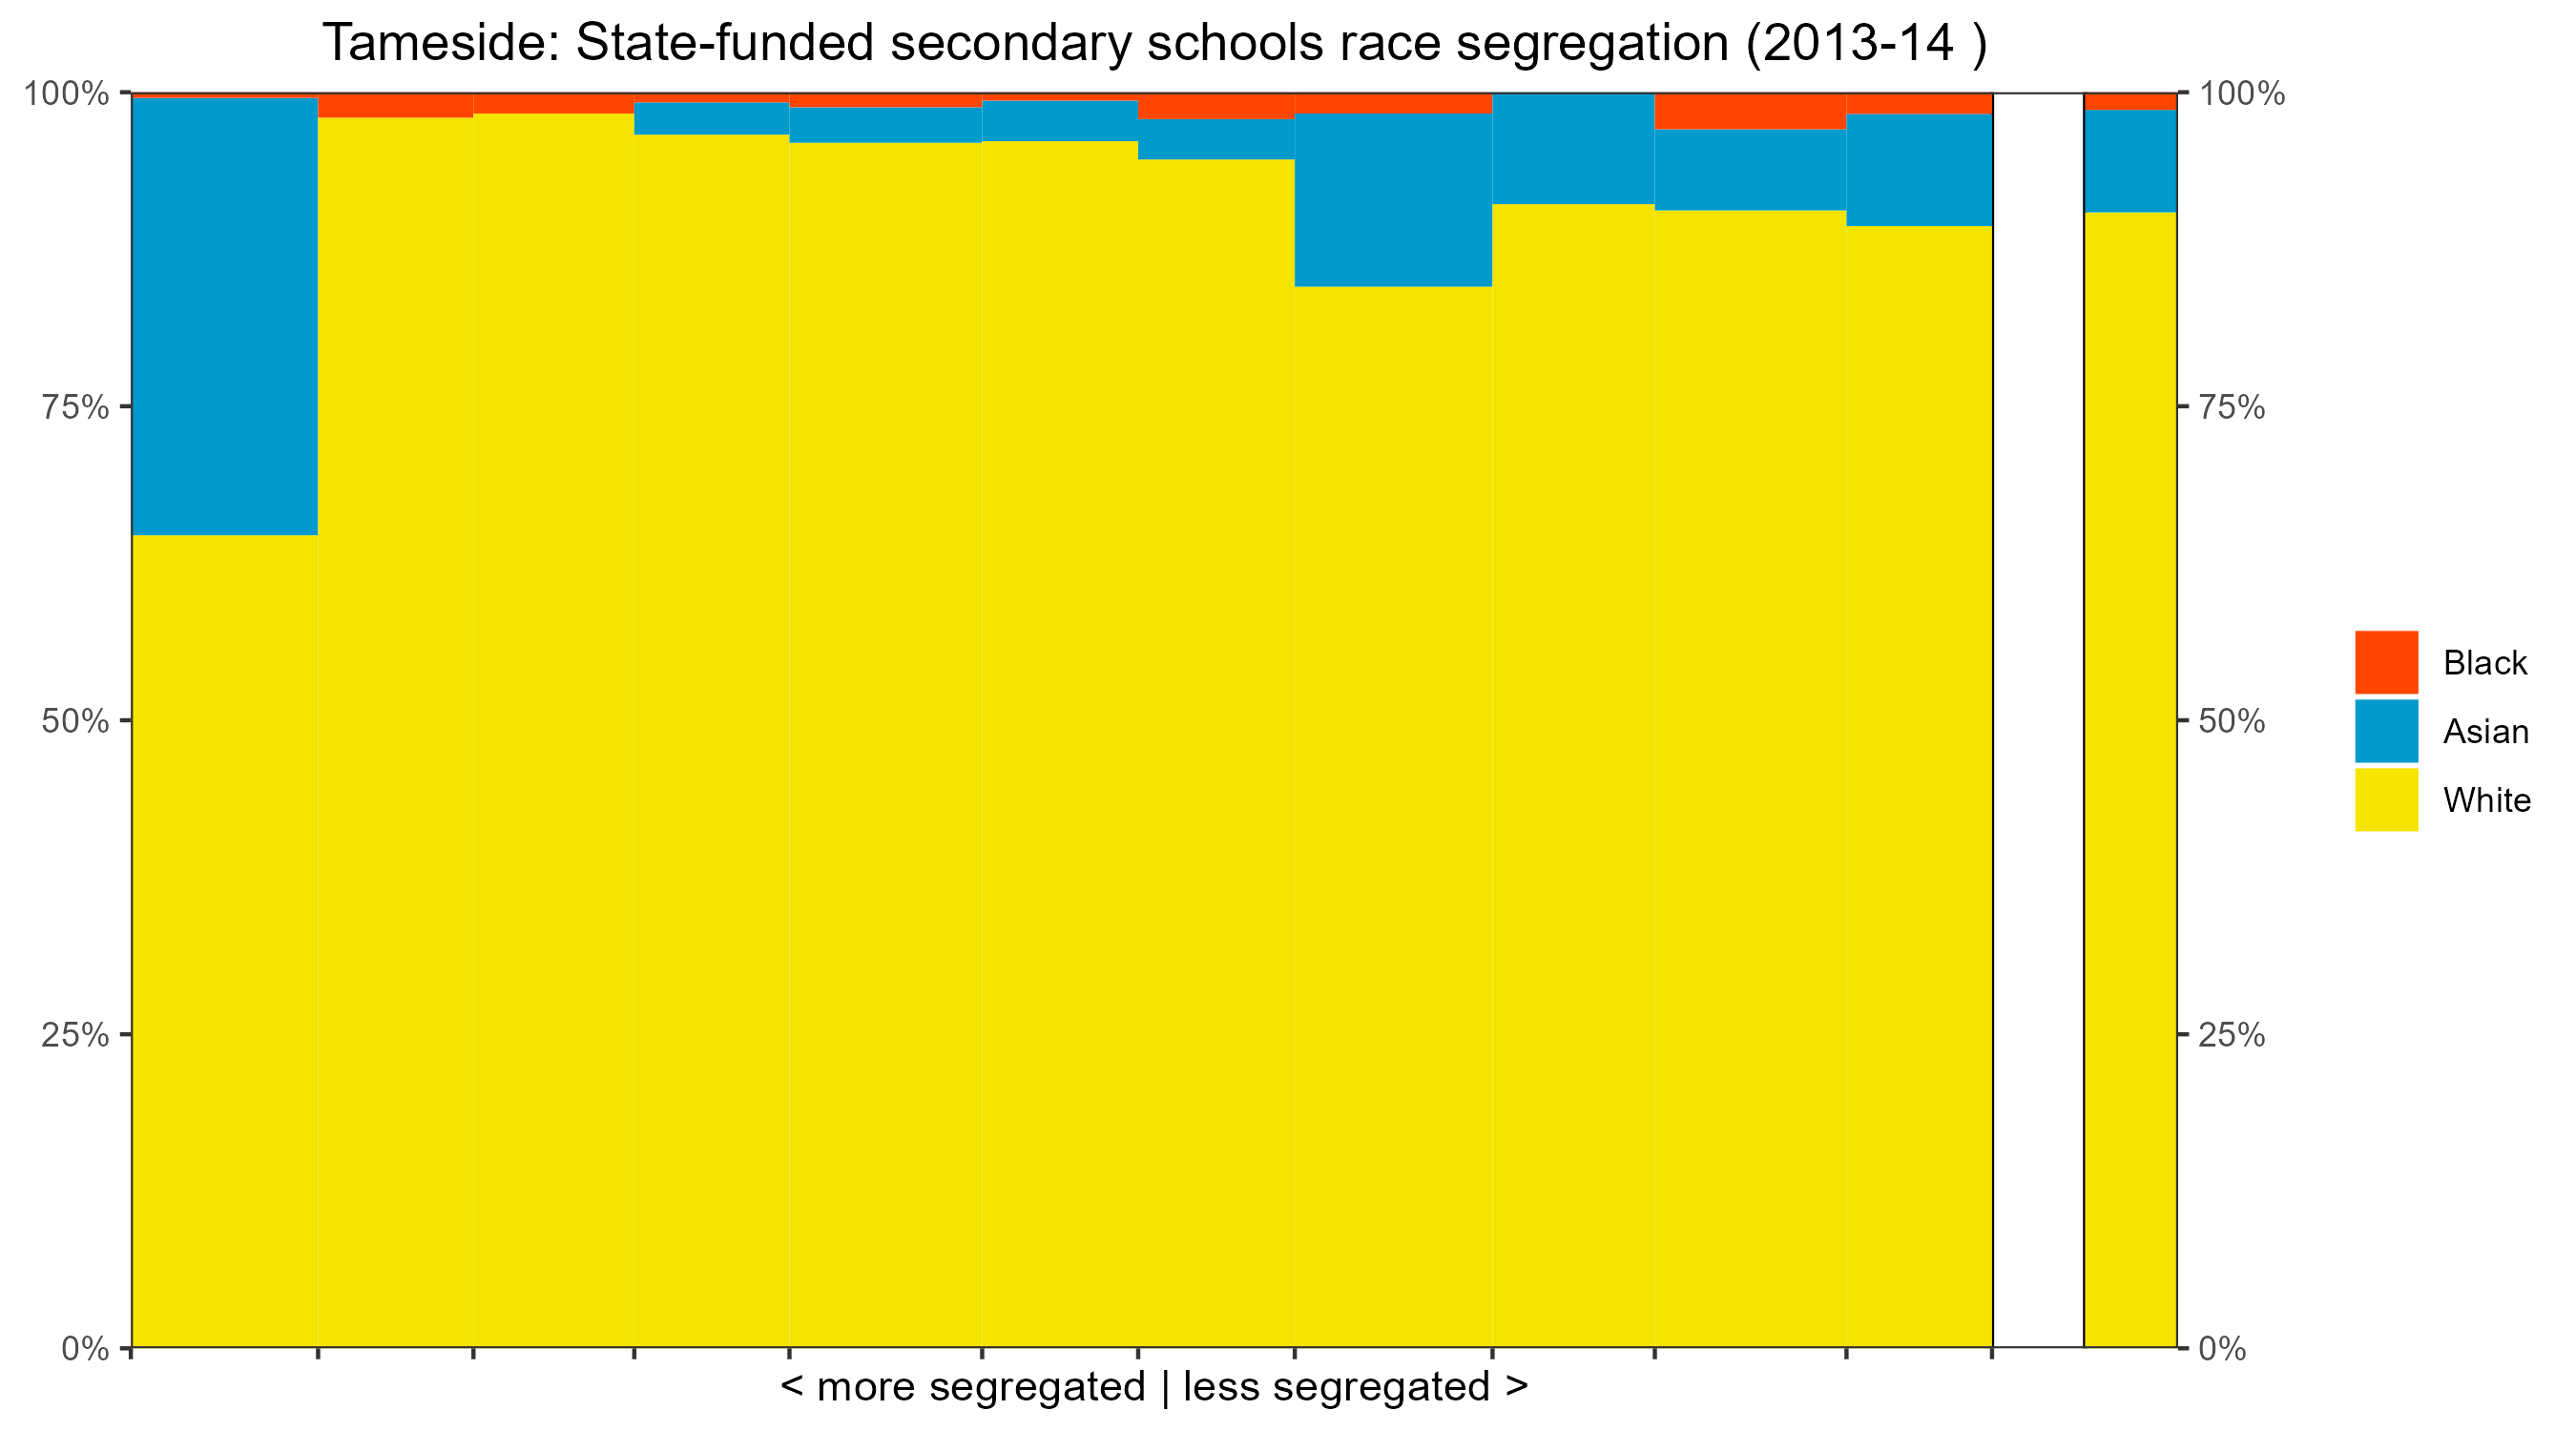 Tameside: State-funded secondary schools race segregation (2013-14 )
100%
75%
50%
25%
0%
100%
75%
50%
25%
0%
Black
Asian
White
< more segregated | less segregated >